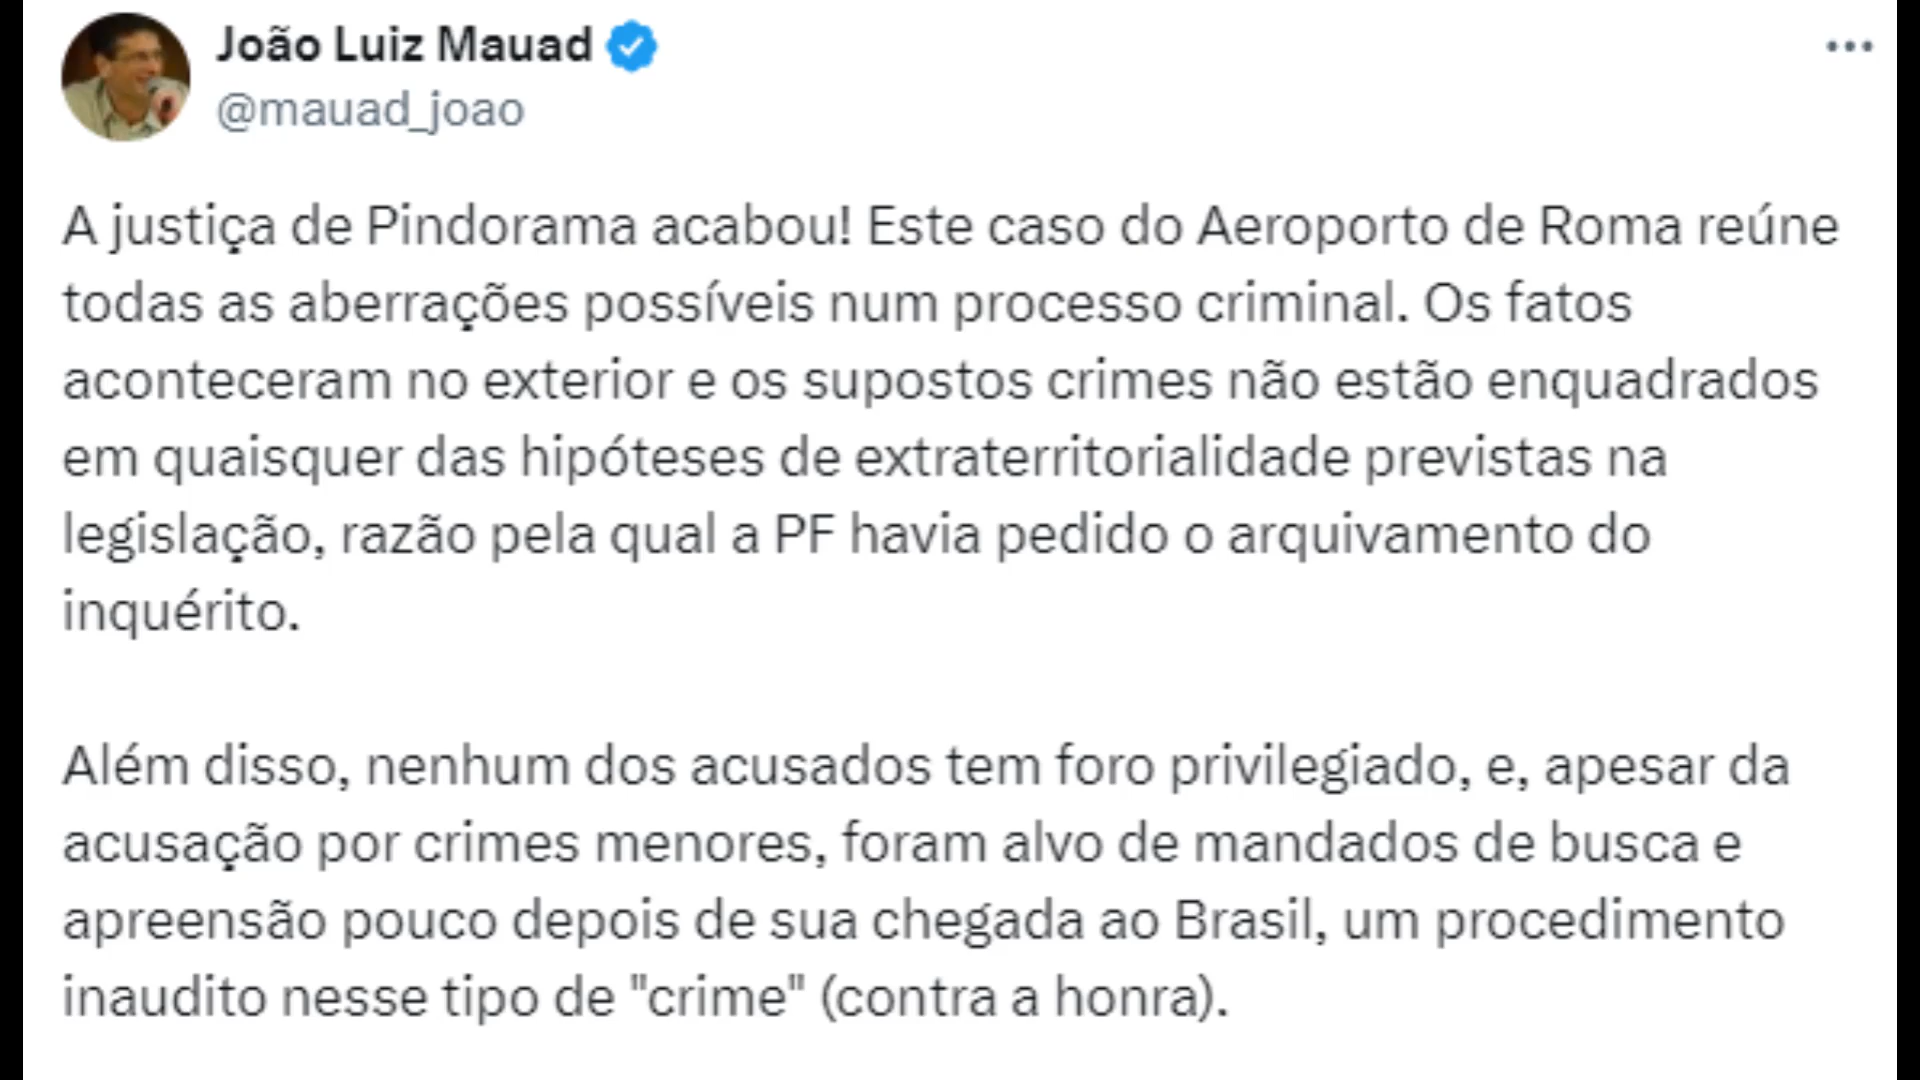 João Luiz Mauad
@mauad_joao
A justiça de Pindorama acabou! Este caso do Aeroporto de Roma reúne
todas as aberrações possíveis num processo criminal. Os fatos
aconteceram no exterior e os supostos crimes não estão enquadrados
em quaisquer das hipóteses de extraterritorialidade previstas na
legislação, razão pela qual a PF havia pedido o arquivamento do
inquérito.
Além disso, nenhum dos acusados tem foro privilegiado, e, apesar da
acusação por crimes menores, foram alvo de mandados de busca e
apreensão pouco depois de sua chegada ao Brasil, um procedimento
inaudito nesse tipo de "crime" (contra a honra).